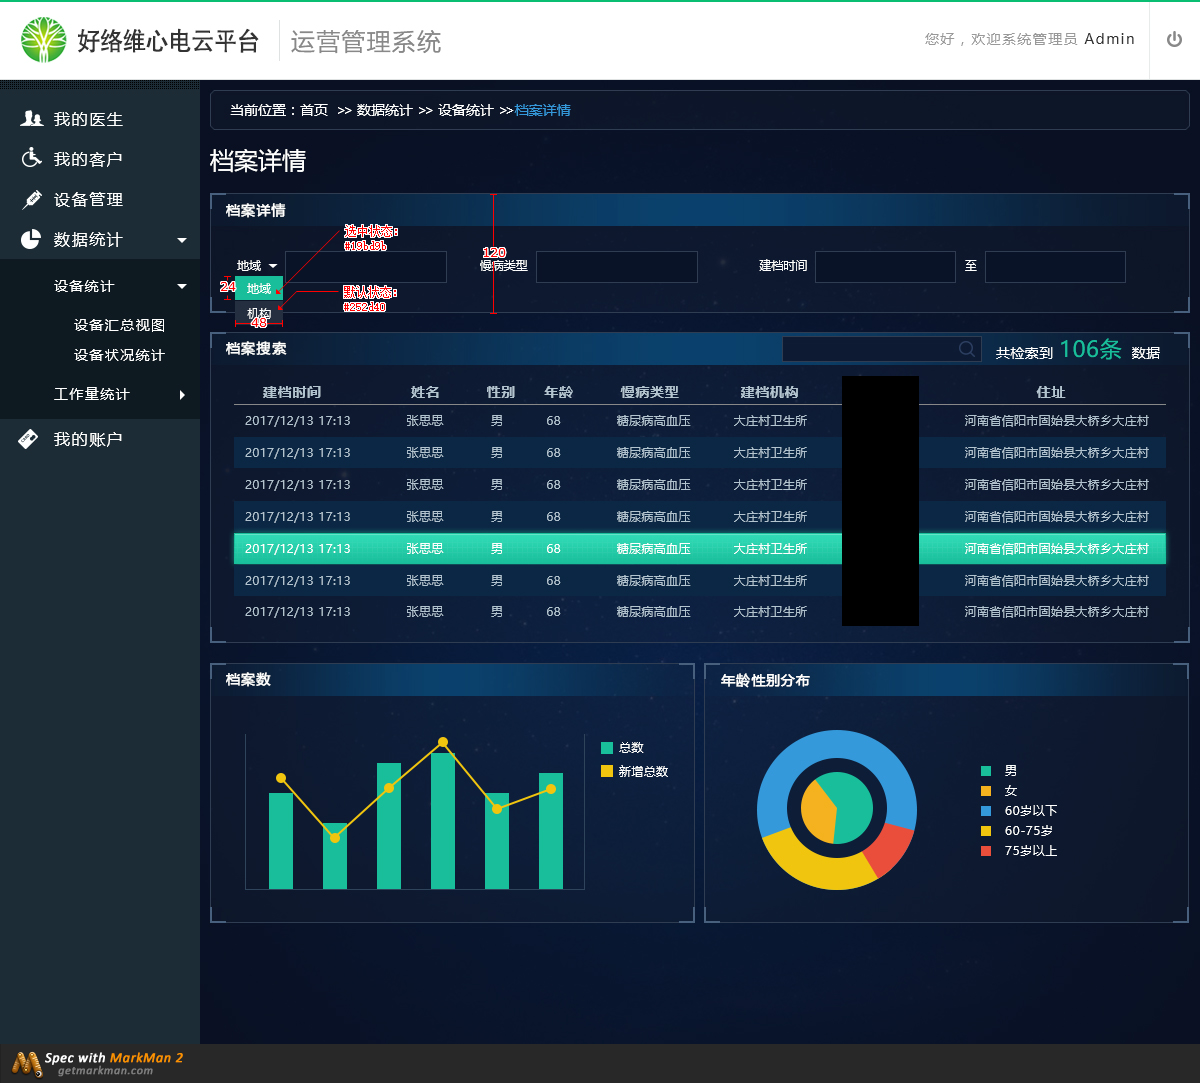 好络维心电云平台 运营管理系统 您好，欢迎系统管理员 Admin
当前位置：首页 >> 数据统计 >> 设备统计 >>档案详情
我的医生
我的客户
设备管理
数据统计
设备统计
设备汇总视图
设备状况统计
工作量统计
我的账户
档案详情
档案详情
选中状态：
#19bd9b
120
地域 慢病类型 建档时间 至
24 地域
默认状态：
#252d40
机构
48
档案搜索 共检索到 106条 数据
建档时间 姓名 性别 年龄 慢病类型 建档机构 住址
2017/12/13 17:13 张思思 男 68 糖尿病高血压 大庄村卫生所 河南省信阳市固始县大桥乡大庄村
2017/12/13 17:13 张思思 男 68 糖尿病高血压 大庄村卫生所 河南省信阳市固始县大桥乡大庄村
2017/12/13 17:13 张思思 男 68 糖尿病高血压 大庄村卫生所 河南省信阳市固始县大桥乡大庄村
2017/12/13 17:13 张思思 男 68 糖尿病高血压 大庄村卫生所 河南省信阳市固始县大桥乡大庄村
2017/12/13 17:13 张思思 男 68 糖尿病高血压 大庄村卫生所 河南省信阳市固始县大桥乡大庄村
2017/12/13 17:13 张思思 男 68 糖尿病高血压 大庄村卫生所 河南省信阳市固始县大桥乡大庄村
2017/12/13 17:13 张思思 男 68 糖尿病高血压 大庄村卫生所 河南省信阳市固始县大桥乡大庄村
档案数
总数
新增总数
年龄性别分布
男
女
60岁以下
60-75岁
75岁以上
Spec with MarkMan 2
getmarkman.com